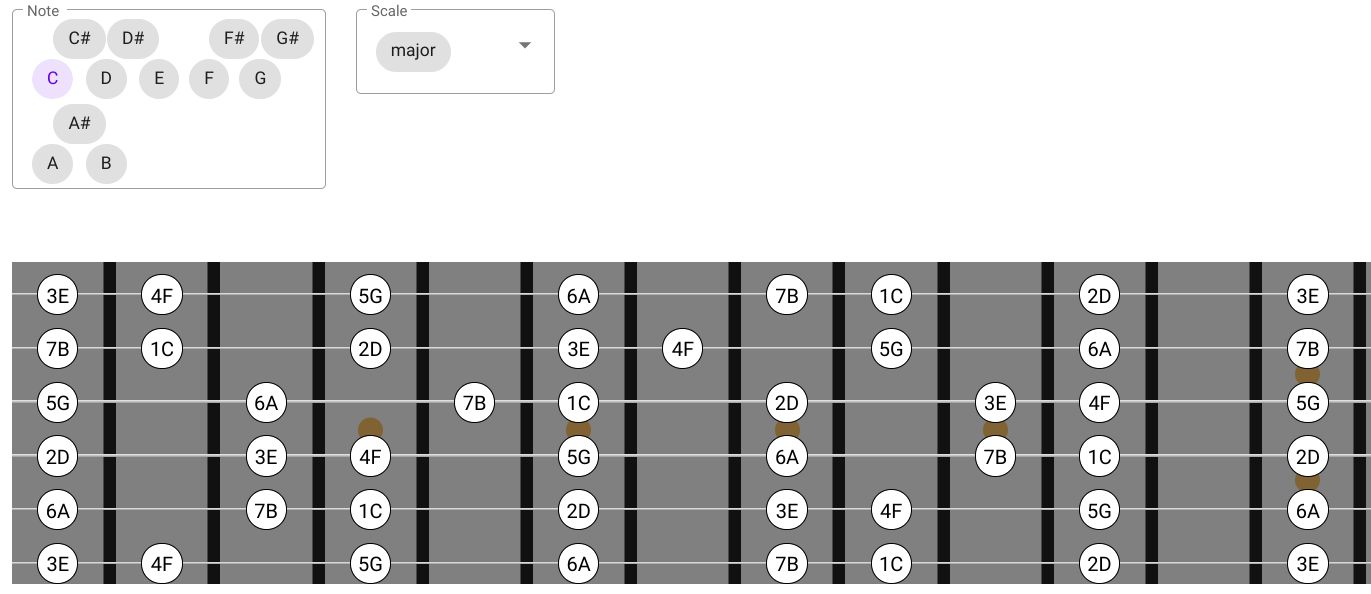 Note
C# D# F# G#
C D E F G
A#
A B
Scale
major
3E 4F 5G 6A 7B 1C 2D 3E
7B 1C 2D 3E 4F 5G 6A 7B
5G 6A 7B 1C 2D 3E 4F 5G
2D 3E 4F 5G 6A 7B 1C 2D
6A 7B 1C 2D 3E 4F 5G 6A
3E 4F 5G 6A 7B 1C 2D 3E